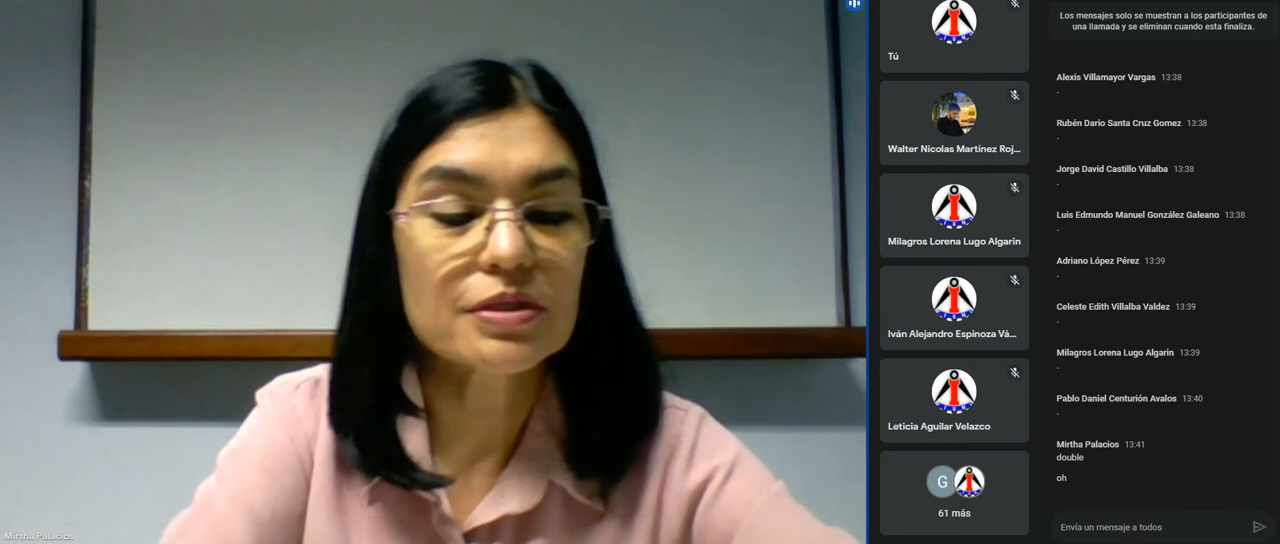 Mirtha Palacios
Tú
Walter Nicolas Martínez Roj...
Milagros Lorena Lugo Algarin
Iván Alejandro Espinoza Vá...
Leticia Aguilar Velazco
G
61 más
Los mensajes solo se muestran a los participantes de
una llamada y se eliminan cuando esta finaliza.
Alexis Villamayor Vargas 13:38
.
Rubén Dario Santa Cruz Gomez 13:38
.
Jorge David Castillo Villalba 13:38
.
Luis Edmundo Manuel González Galeano 13:38
.
Adriano López Pérez 13:39
.
Celeste Edith Villalba Valdez 13:39
.
Milagros Lorena Lugo Algarin 13:39
.
Pablo Daniel Centurión Avalos 13:40
.
Mirtha Palacios 13:41
double
oh
Envía un mensaje a todos